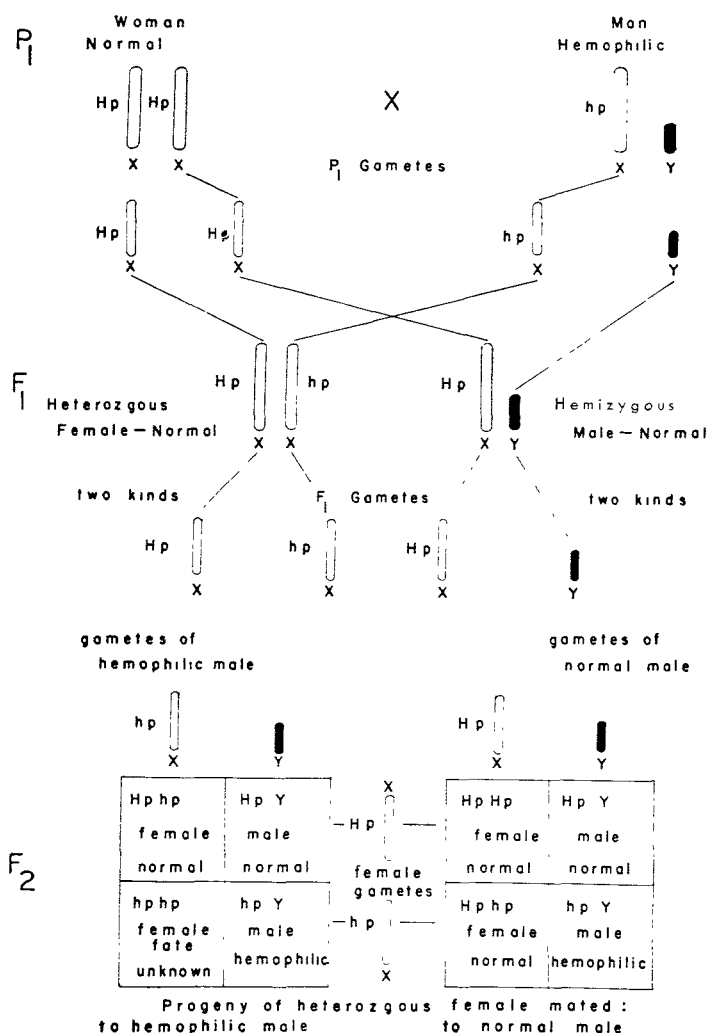 Woman Man
P1 Normal Hemophilic
Hp Hp X hp
X X X Y
P1 Gametes
Hp Hp hp
X X X Y
F1 Hp hp Hp
Heterozgous Hemizygous
Female—Normal X X X Y Male—Normal
two kinds F1 Gametes two kinds
Hp hp Hp
X X X Y
gametes of gametes of
hemophilic male normal male
hp Hp
X Y X Y
X
Hp hp Hp Y Hp Hp Hp Hp Y
female male female male
normal normal female normal normal
F2 gametes
hp hp hp Y hp Hp hp hp Y
female male female male
fate hemophilic normal hemophilic
unknown X
Progeny of heterozgous female mated:
to hemophilic male to normal male